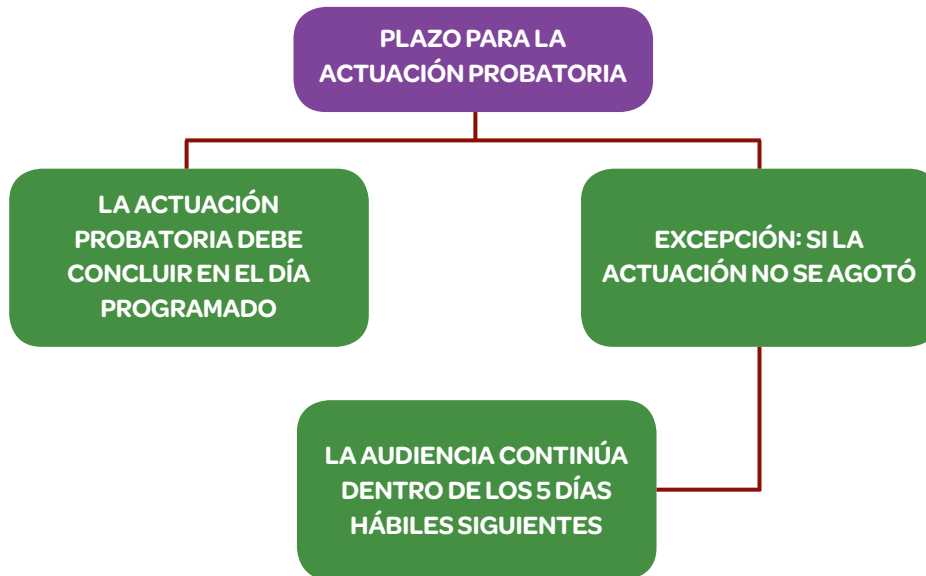 PLAZO PARA LA
ACTUACIÓN PROBATORIA
LA ACTUACIÓN
PROBATORIA DEBE
CONCLUIR EN EL DÍA
PROGRAMADO
EXCEPCIÓN: SI LA
ACTUACIÓN NO SE AGOTÓ
LA AUDIENCIA CONTINÚA
DENTRO DE LOS 5 DÍAS
HÁBILES SIGUIENTES